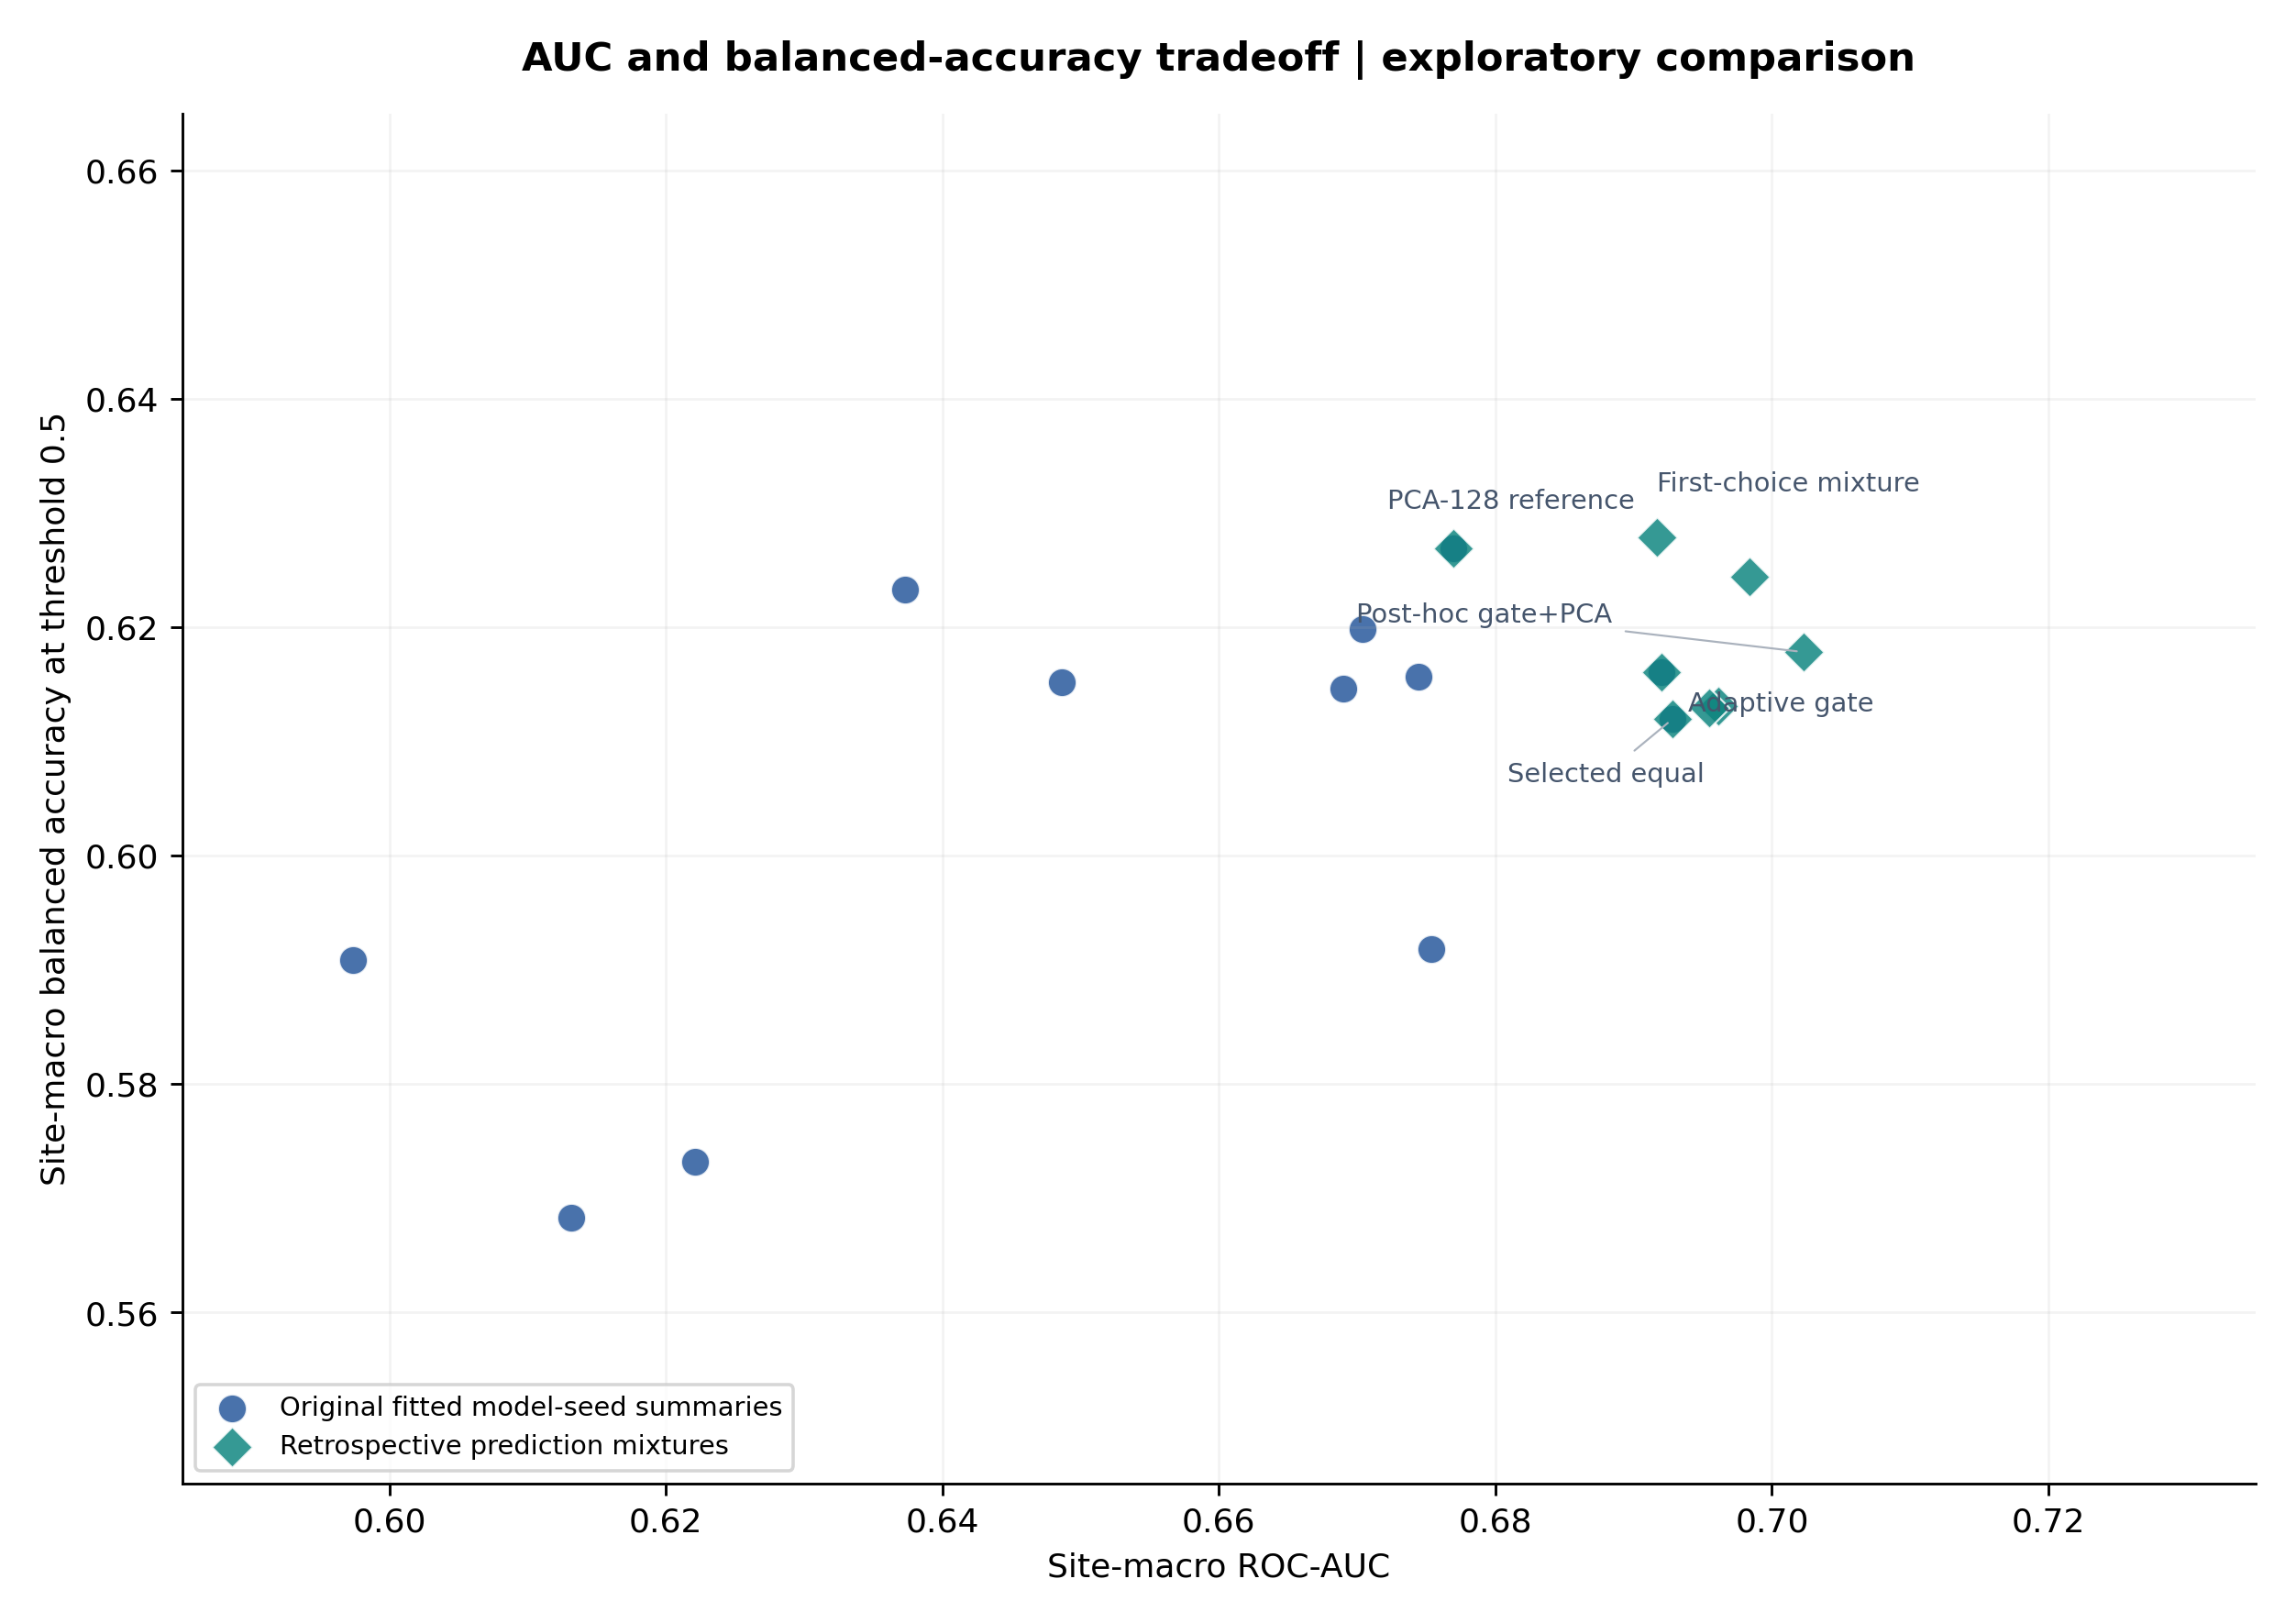 AUC and balanced-accuracy tradeoff | exploratory comparison
Site-macro balanced accuracy at threshold 0.5
0.66
0.64
0.62
0.60
0.58
0.56
First-choice mixture
PCA-128 reference
Post-hoc gate+PCA
Adaptive gate
Selected equal
Original fitted model-seed summaries
Retrospective prediction mixtures
0.60
0.62
0.64
0.66
0.68
0.70
0.72
Site-macro ROC-AUC